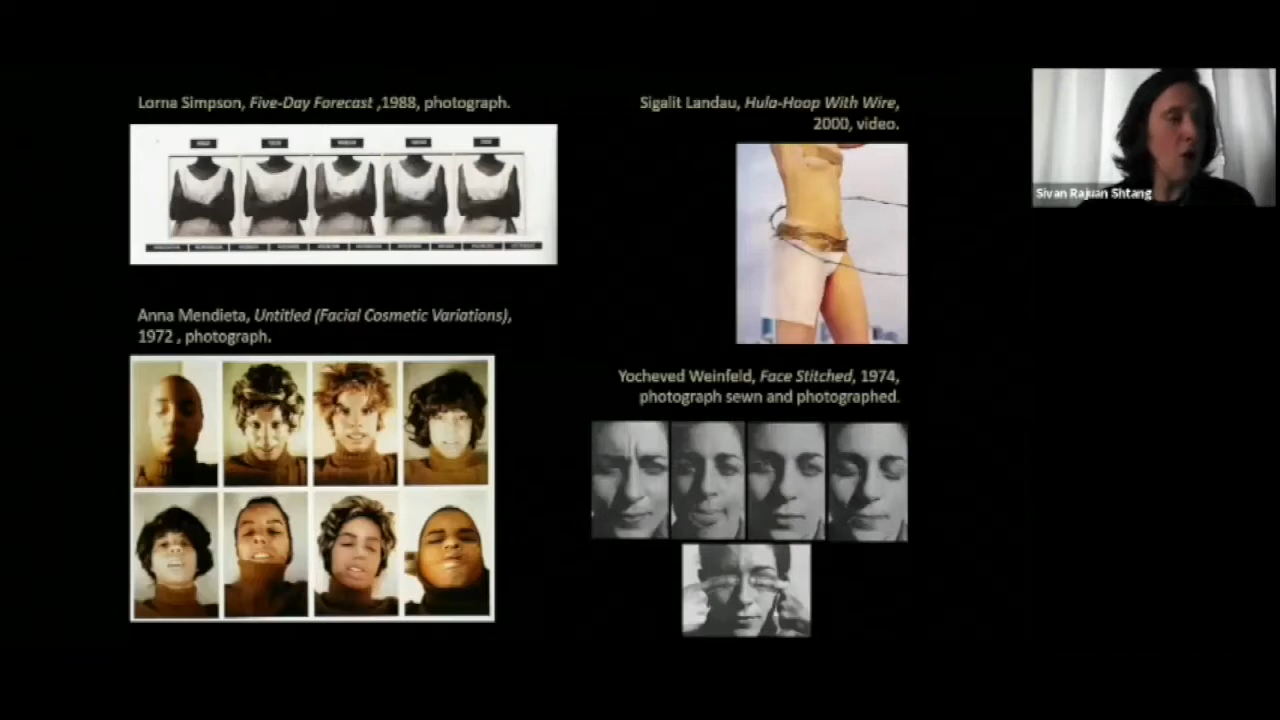 Lorna Simpson, Five-Day Forecast ,1988, photograph.
Anna Mendieta, Untitled (Facial Cosmetic Variations),
1972 , photograph.
Sigalit Landau, Hula-Hoop With Wire,
2000, video.
Yocheved Weinfeld, Face Stitched, 1974,
photograph sewn and photographed.
Sivan Rajuan Shtang